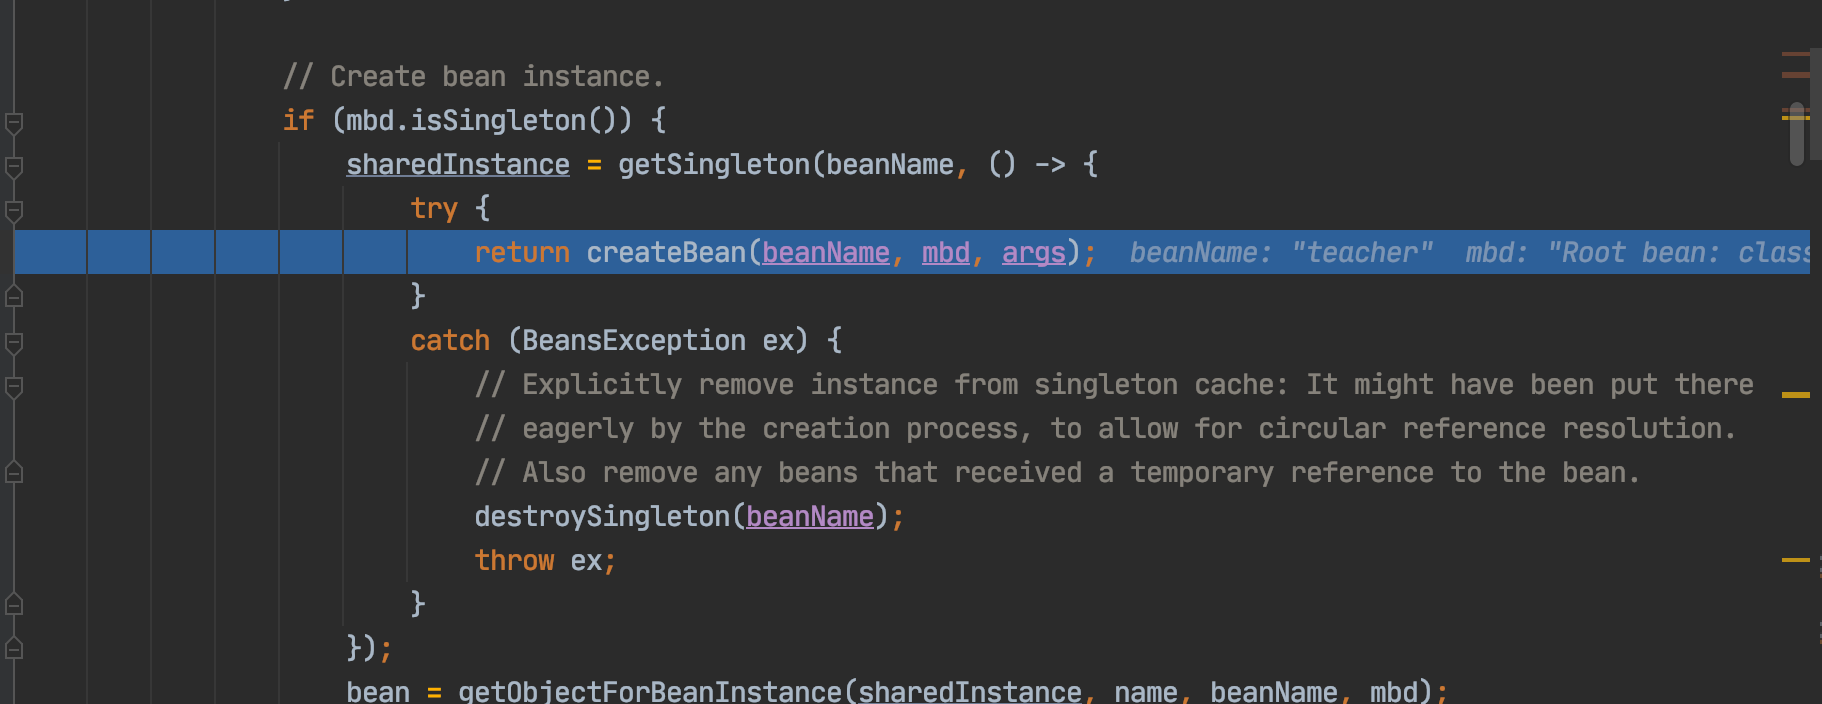 // Create bean instance.
if (mbd.isSingleton()) {
sharedInstance = getSingleton(beanName, () -> {
try {
return createBean(beanName, mbd, args); beanName: "teacher" mbd: "Root bean: class
}
catch (BeansException ex) {
// Explicitly remove instance from singleton cache: It might have been put there
// eagerly by the creation process, to allow for circular reference resolution.
// Also remove any beans that received a temporary reference to the bean.
destroySingleton(beanName);
throw ex;
}
});
bean = getObjectForBeanInstance(sharedInstance, name, beanName, mbd);